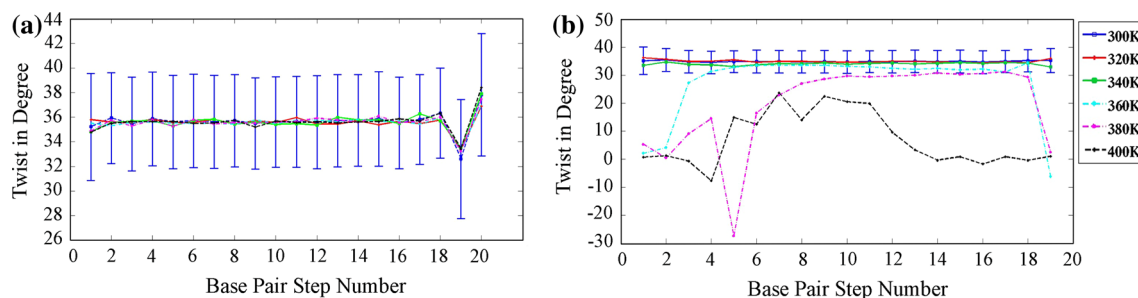 (a)
44
42
40
38
36
34
32
30
28
26
Twist in Degree
0 2 4 6 8 10 12 14 16 18 20
Base Pair Step Number
(b)
50
40
30
20
10
0
-10
-20
-30
Twist in Degree
0 2 4 6 8 10 12 14 16 18 20
Base Pair Step Number
300K
320K
340K
360K
380K
400K